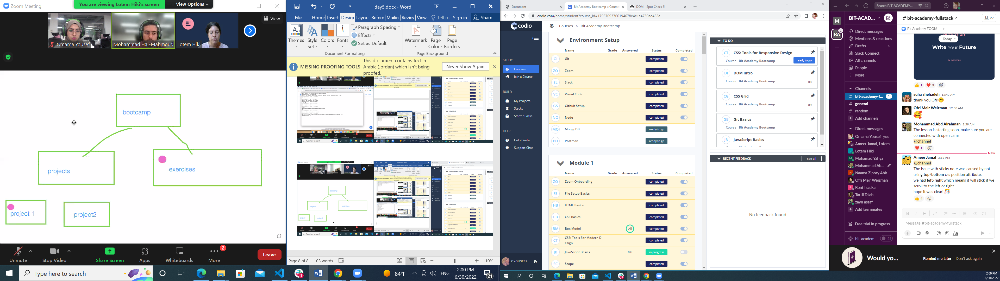 Zoom Meeting
You are viewing Lotem Hiki's screen
View Options
View
Omama Yousef
Mohammad Haj-Mahmoud
Lotem Hiki
bootcamp
projects
exercises
project 1
project2
Unmute
Stop Video
Share Screen
Apps
Whiteboards
2
More
Leave
Type here to search
84°F
ENG
2:00 PM
6/30/2022
21
day5.docx - Word
File
Home
Insert
Design
Layou
Refere
Mailin
Review
View
Tell m
Sign in
Share
Themes
Style Set
Colors
Fonts
Paragraph Spacing
Effects
Set as Default
Document Formatting
Watermark
Page Color
Page Borders
Page Background
MISSING PROOFING TOOLS
This document contains text in
Arabic (Jordan) which isn't being
proofed.
Never Show Again
Page 8 of 8
103 words
110%
Document
Bit Academy Bootcamp « Course
DOM - Spot Check 5
codio.com/home/student?course_id=17957093766194678e4e1e4730ad452e
codio
Courses > Bit Academy Bootcamp
STUDY
Courses
Join a Course
BUILD
My Projects
Stacks
Starter Packs
HELP
Help Center
Support Chat
OYOUSEF2
Environment Setup
Name Grade Answered Status Completed
GI Git completed
ZO Zoom completed
SL Slack completed
VC Visual Code completed
GS Github Setup completed
NO Node completed
MO MongoDB ready to go
PO Postman ready to go
Module 1
Name Grade Answered Status Completed
ZO Zoom Onboarding completed
FS File Setup Basics completed
HB HTML Basics completed
CB CSS Basics completed
BM Box Model All completed
CT CSS: Tools For Modern D
esign completed
JB JavaScript Basics 0% in progress
SC Scope completed
TO DO
CT CSS: Tools for Responsive Design
Course Bit Academy Bootcamp ready to go
DI DOM Intro
Course Bit Academy Bootcamp 0%
CG CSS Grid
Course Bit Academy Bootcamp 0%
GB Git Basics
Course Bit Academy Bootcamp
JB JavaScript Basics
RECENT FEEDBACK
see all
No feedback found
Search BIT-ACADEMY...
M
BA
1
BIT-ACAD...
Direct messages
Mentions & reactions
Drafts 1
Slack Connect
All channels
People
More
Channels
# bit-academy-f... 1
# general
# random
Add channels
Direct messages
Omama Yousef you
Ameer Jamal, Lotem...
Lotem Hiki
Mohamad Yahya
Mohammad Ab...
Naama Zipory Abir
Ofri Meir Weizman
Roni Tzadka
Tartil Talah
zayn assaf
Add teammates
Free trial in progress
bit-academ...
# bit-academy-fullstack
27
Bit Academy ZOOM
Today
Write Your Future
1 3
suha shehadeh 12:47 AM
thank you Ofri😊
Ofri Meir Weizman 12:58 AM
🥰
Mohammad Abd Alrahman 2:59 AM
The lesson is starting soon, make sure you are
connected with open cams
@channel
1
New
Ameer Jamal 3:35 AM
@channel
The issue with sticky note was caused by not
using top/bottom css position attribute.
we had left/right which means it will stick if we
scroll to the left or right.
hope it was clear! 🎊
4
Message #bit-academy-fullstack
Would yo...
Remind me later
Don't ask again
2:00 PM
6/30/2022